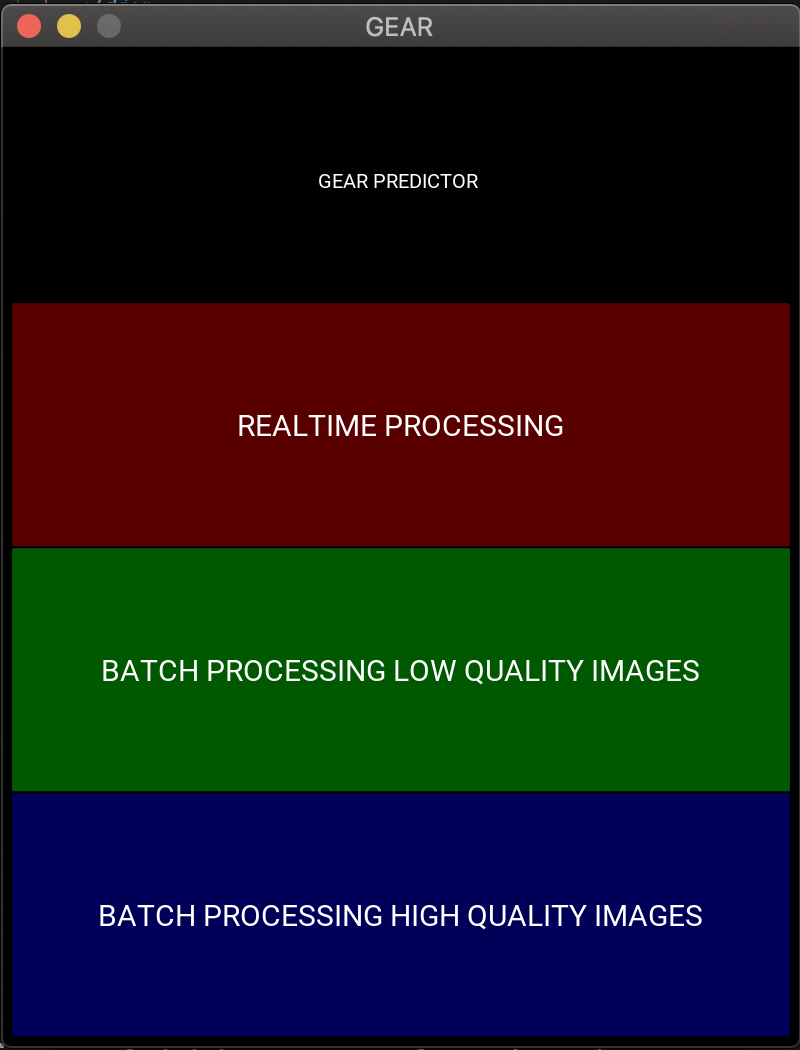 GEAR
GEAR PREDICTOR
REALTIME PROCESSING
BATCH PROCESSING LOW QUALITY IMAGES
BATCH PROCESSING HIGH QUALITY IMAGES